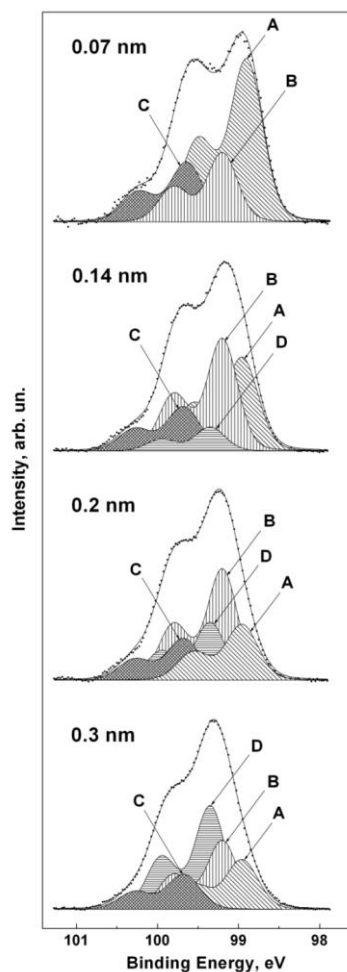 0.07 nm
A
B
C
0.14 nm
B
A
D
C
0.2 nm
B
D
A
C
0.3 nm
D
B
A
C
Intensity, arb. un.
101 100 99 98
Binding Energy, eV